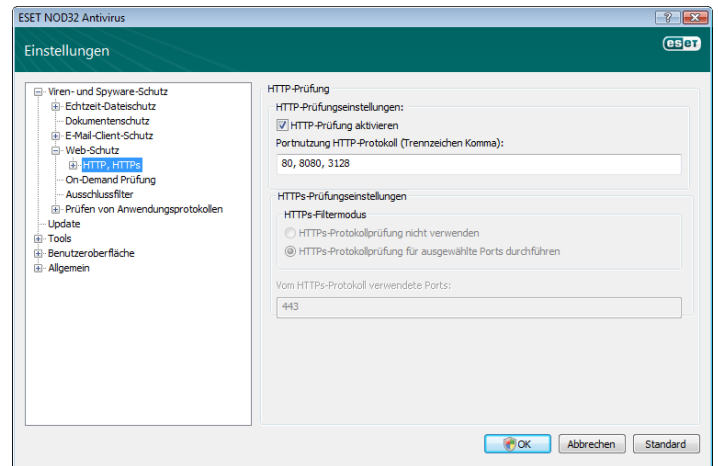 ESET NOD32 Antivirus
Einstellungen
eseT
Viren- und Spyware-Schutz
Echtzeit-Dateischutz
Dokumentenschutz
E-Mail-Client-Schutz
Web-Schutz
HTTP, HTTPs
On-Demand Prüfung
Ausschlussfilter
Prüfen von Anwendungsprotokollen
Update
Tools
Benutzeroberfläche
Allgemein
HTTP-Prüfung
HTTP-Prüfungseinstellungen:
HTTP-Prüfung aktivieren
Portnutzung HTTP-Protokoll (Trennzeichen Komma):
80, 8080, 3128
HTTPs-Prüfungseinstellungen
HTTPs-Filtermodus
HTTPs-Protokollprüfung nicht verwenden
HTTPs-Protokollprüfung für ausgewählte Ports durchführen
Vom HTTPs-Protokoll verwendete Ports:
443
OK Abbrechen Standard